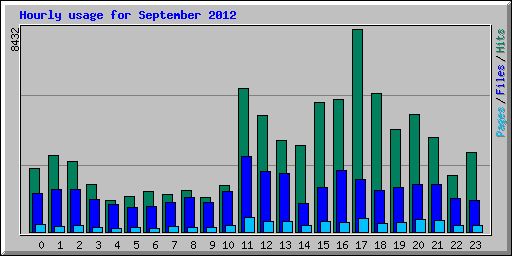 Hourly usage for September 2012
8432
Pages / Files / Hits
0 1 2 3 4 5 6 7 8 9 10 11 12 13 14 15 16 17 18 19 20 21 22 23